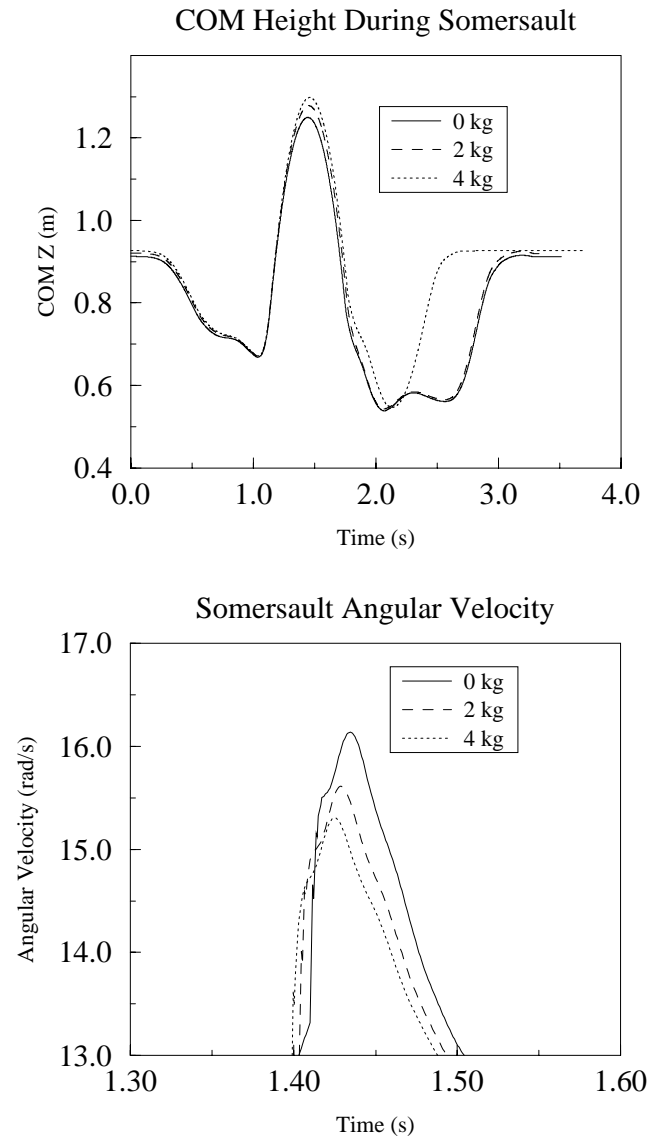 COM Height During Somersault
COM Z (m)
1.2
1.0
0.8
0.6
0.4
0 kg
2 kg
4 kg
0.0 1.0 2.0 3.0 4.0
Time (s)
Somersault Angular Velocity
Angular Velocity (rad/s)
17.0
16.0
15.0
14.0
13.0
0 kg
2 kg
4 kg
1.30 1.40 1.50 1.60
Time (s)